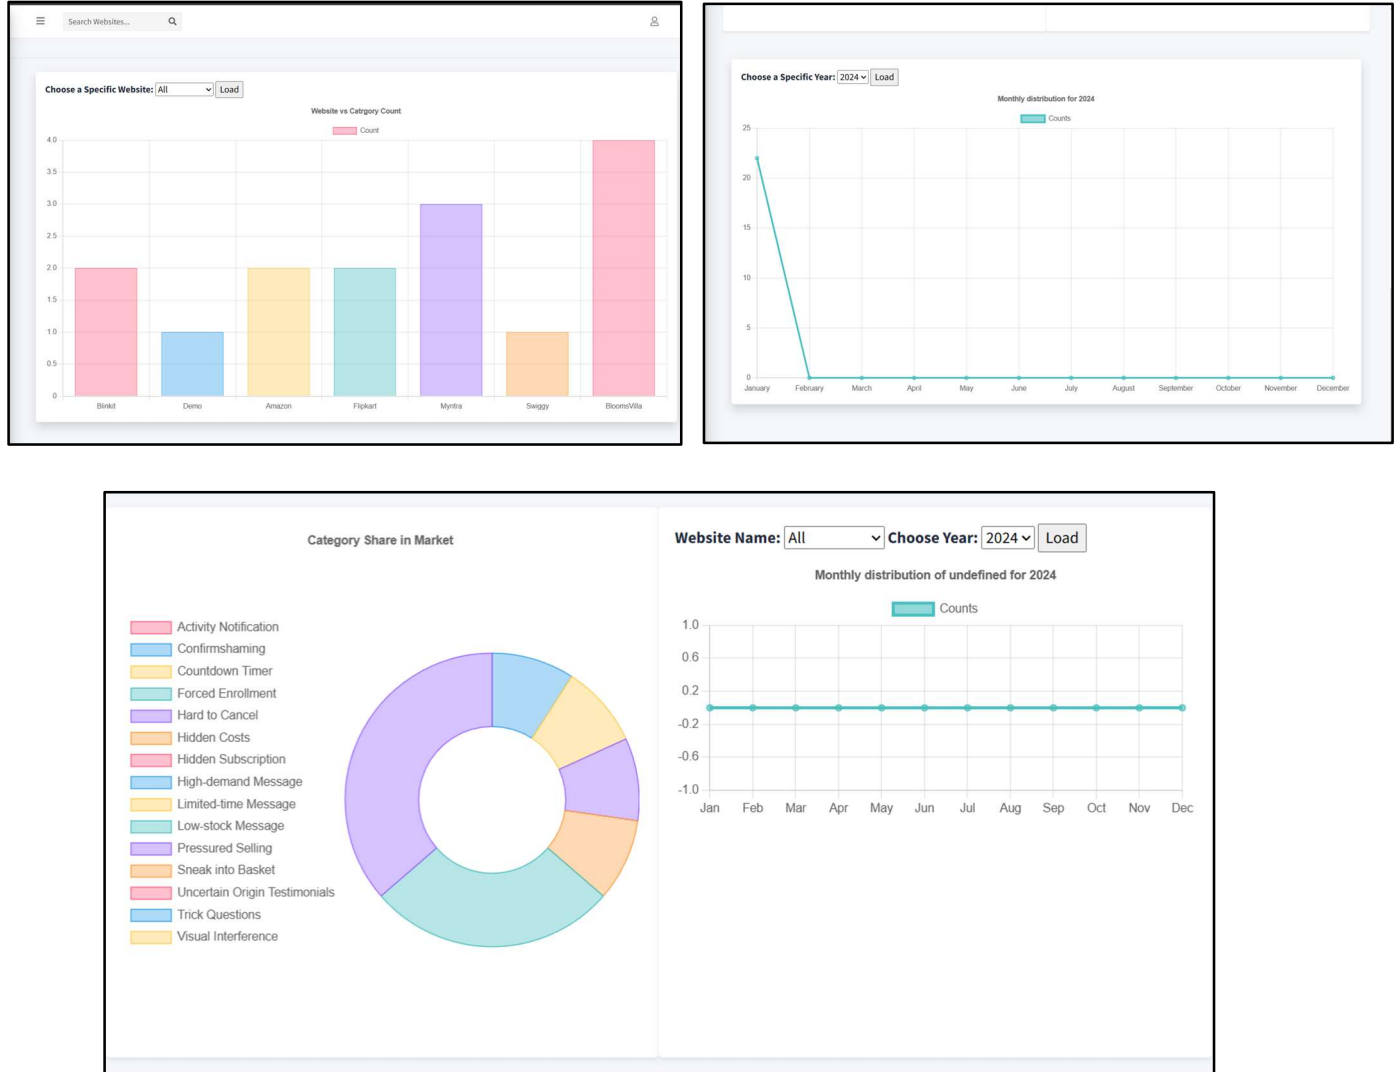 Search Websites...
Choose a Specific Website: All Load
Website vs Catrgory Count
Count
4.0
3.5
3.0
2.5
2.0
1.5
1.0
0.5
0
Blinkit Demo Amazon Flipkart Myntra Swiggy BloomsVilla
Choose a Specific Year: 2024 Load
Monthly distribution for 2024
Counts
25
20
15
10
5
0
January February March April May June July August September October November December
Category Share in Market
Activity Notification
Confirmshaming
Countdown Timer
Forced Enrollment
Hard to Cancel
Hidden Costs
Hidden Subscription
High-demand Message
Limited-time Message
Low-stock Message
Pressured Selling
Sneak into Basket
Uncertain Origin Testimonials
Trick Questions
Visual Interference
Website Name: All Choose Year: 2024 Load
Monthly distribution of undefined for 2024
Counts
1.0
0.6
0.2
-0.2
-0.6
-1.0
Jan Feb Mar Apr May Jun Jul Aug Sep Oct Nov Dec